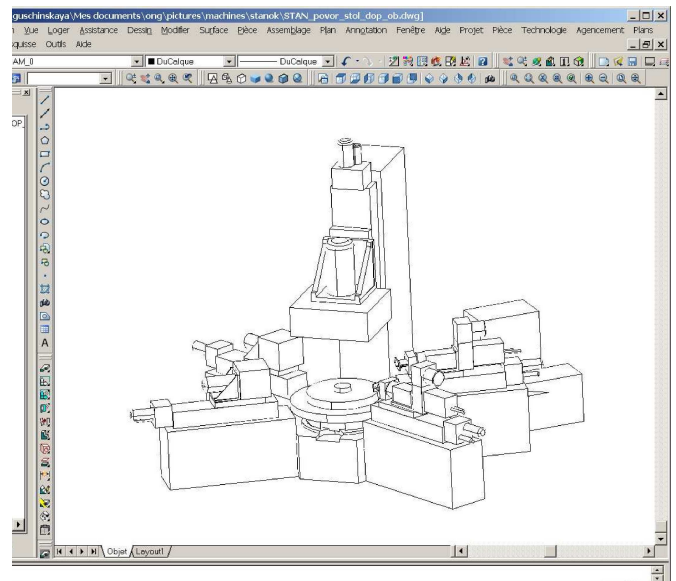 guschinskaya\Mes documents\ong\pictures\machines\stanok\STAN_povor_stol_dop_ob.dwg]
Vue Loger Assistance Dessin Modifier Surface Pièce Assemblage Plan Annotation Fenêtre Aide Projet Pièce Technologie Agencement Plans
quisse Outils Aide
AM_0 DuCalque DuCalque
OP_
A
Objet Layout1